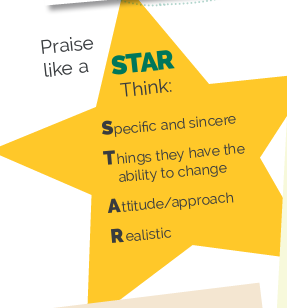 Praise
like a STAR
Think:
Specific and sincere
Things they have the
ability to change
Attitude/approach
Realistic